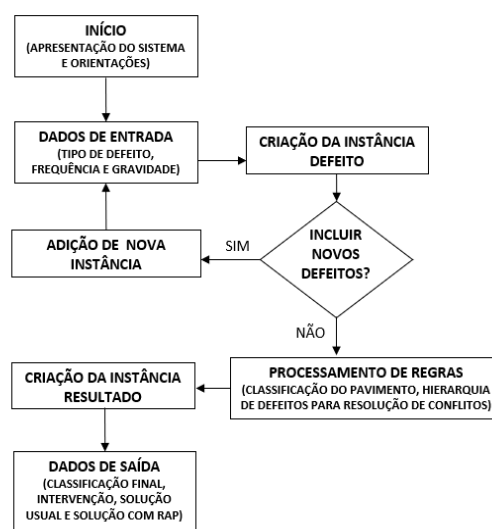 INÍCIO
(APRESENTAÇÃO DO SISTEMA
E ORIENTAÇÕES)
DADOS DE ENTRADA
(TIPO DE DEFEITO,
FREQUÊNCIA E GRAVIDADE)
CRIAÇÃO DA INSTÂNCIA
DEFEITO
INCLUIR
NOVOS
DEFEITOS?
SIM
ADIÇÃO DE NOVA
INSTÂNCIA
NÃO
PROCESSAMENTO DE REGRAS
(CLASSIFICAÇÃO DO PAVIMENTO, HIERARQUIA
DE DEFEITOS PARA RESOLUÇÃO DE CONFLITOS)
CRIAÇÃO DA INSTÂNCIA
RESULTADO
DADOS DE SAÍDA
(CLASSIFICAÇÃO FINAL,
INTERVENÇÃO, SOLUÇÃO
USUAL E SOLUÇÃO COM RAP)